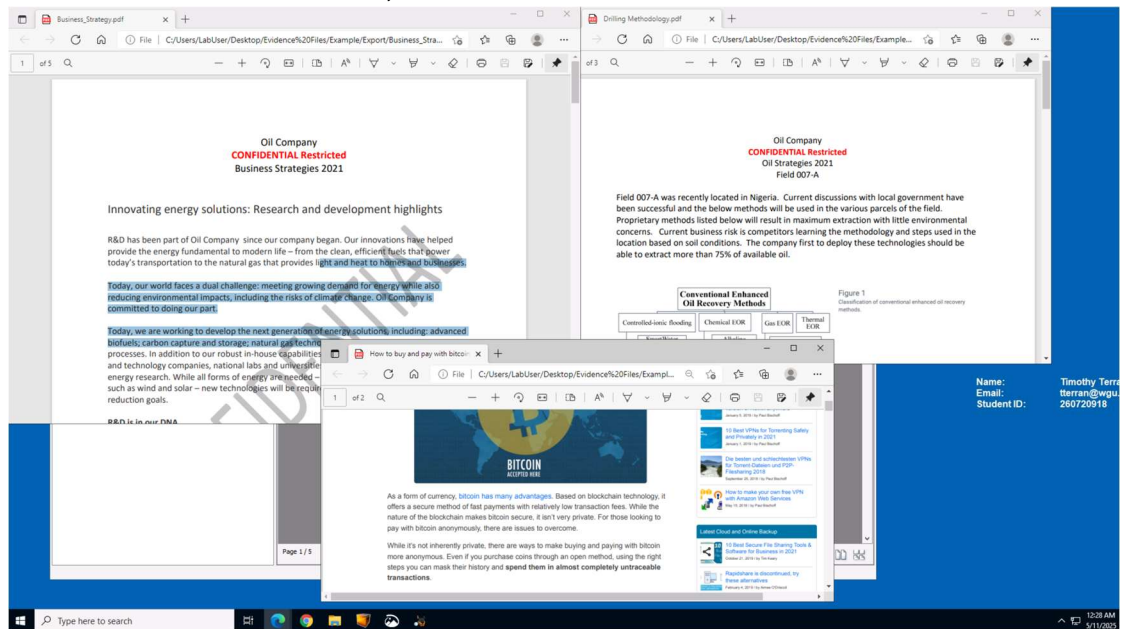 Business_Strategy.pdf
File | C:/Users/LabUser/Desktop/Evidence%20Files/Example/Export/Business_Stra...
1 of 5
Oil Company
CONFIDENTIAL Restricted
Business Strategies 2021
Innovating energy solutions: Research and development highlights
R&D has been part of Oil Company since our company began. Our innovations have helped
provide the energy fundamental to modern life – from the clean, efficient fuels that power
today's transportation to the natural gas that provides light and heat to homes and businesses.
Today, our world faces a dual challenge: meeting growing demand for energy while also
reducing environmental impacts, including the risks of climate change. Oil Company is
committed to doing our part.
Today, we are working to develop the next generation of energy solutions, including: advanced
biofuels; carbon capture and storage; natural gas techno
processes. In addition to our robust in-house capabilities
and technology companies, national labs and universitie
energy research. While all forms of energy are needed –
such as wind and solar – new technologies will be requir
reduction goals.
R&D is in our DNA
Page 1 / 5
Drilling Methodology.pdf
File | C:/Users/LabUser/Desktop/Evidence%20Files/Example...
of 3
Oil Company
CONFIDENTIAL Restricted
Oil Strategies 2021
Field 007-A
Field 007-A was recently located in Nigeria. Current discussions with local government have
been successful and the below methods will be used in the various parcels of the field.
Proprietary methods listed below will result in maximum extraction with little environmental
concerns. Current business risk is competitors learning the methodology and steps used in the
location based on soil conditions. The company first to deploy these technologies should be
able to extract more than 75% of available oil.
Conventional Enhanced
Oil Recovery Methods
Controlled-ionic flooding
Chemical EOR
Gas EOR
Thermal
EOR
Figure 1
Classification of conventional enhanced oil recovery
methods.
How to buy and pay with bitcoin
File | C:/Users/LabUser/Desktop/Evidence%20Files/Exampl...
1 of 2
BITCOIN
ACCEPTED HERE
As a form of currency, bitcoin has many advantages. Based on blockchain technology, it
offers a secure method of fast payments with relatively low transaction fees. While the
nature of the blockchain makes bitcoin secure, it isn't very private. For those looking to
pay with bitcoin anonymously, there are issues to overcome.
While it's not inherently private, there are ways to make buying and paying with bitcoin
more anonymous. Even if you purchase coins through an open method, using the right
steps you can mask their history and spend them in almost completely untraceable
transactions.
10 Best VPNs for Torrenting Safely
and Privately in 2021
Die besten und schlechtesten VPNs
für Torrent-Dateien und P2P-
Filesharing 2018
How to make your own free VPN
with Amazon Web Services
Latest Cloud and Online Backup
10 Best Secure File Sharing Tools &
Software for Business in 2021
Rapidshare is discontinued, try
these alternatives
Name: Timothy Terra
Email: tterran@wgu.
Student ID: 260720918
Type here to search
12:28 AM
5/11/2025